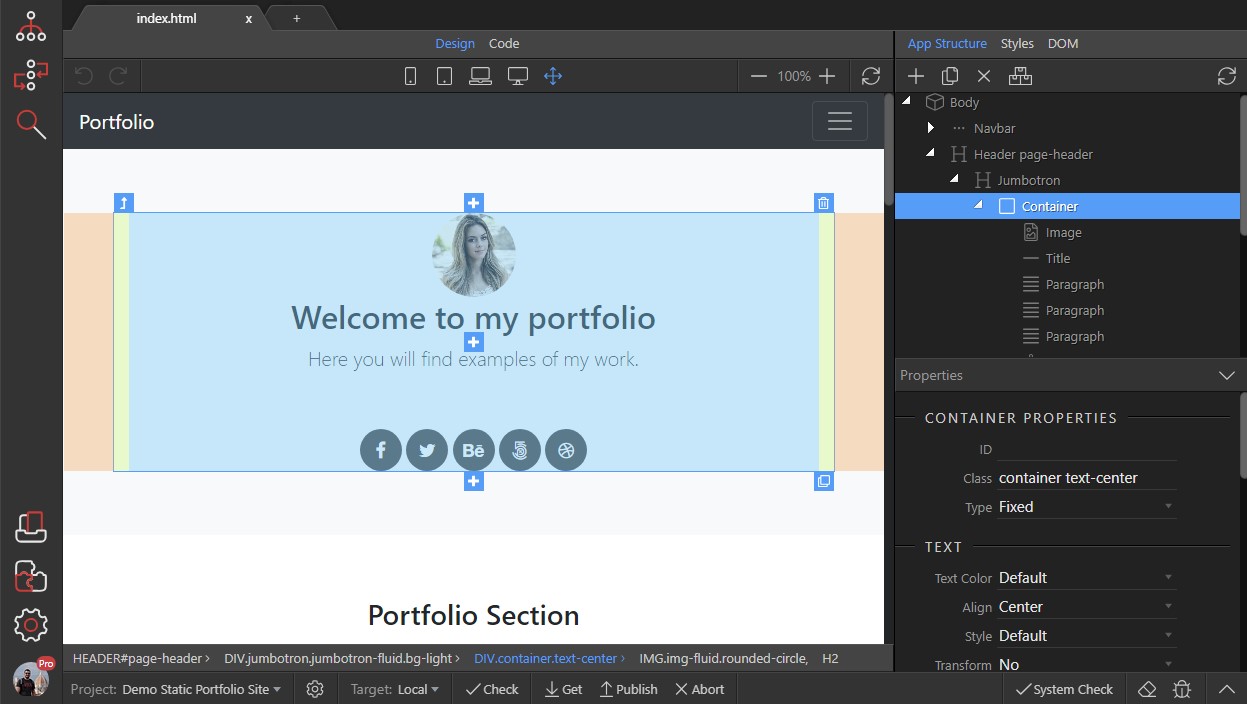 index.html x +
Design Code
100%
Portfolio
Welcome to my portfolio
Here you will find examples of my work.
Bē
5
Portfolio Section
HEADER#page-header › DIV.jumbotron.jumbotron-fluid.bg-light › DIV.container.text-center › IMG.img-fluid.rounded-circle, H2
App Structure Styles DOM
Body
Navbar
Header page-header
Jumbotron
Container
Image
Title
Paragraph
Paragraph
Paragraph
Properties
CONTAINER PROPERTIES
ID
Class container text-center
Type Fixed
TEXT
Text Color Default
Align Center
Style Default
Transform No
Pro
Project: Demo Static Portfolio Site Target: Local Check Get Publish Abort System Check